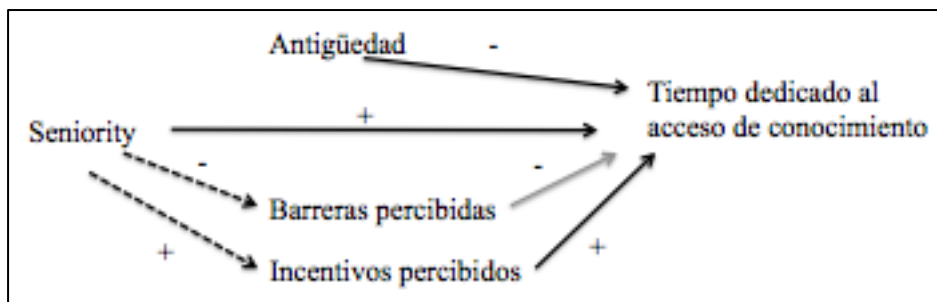 Antigüedad -
Tiempo dedicado al
acceso de conocimiento
+
Seniority
- -
Barreras percibidas
+ +
Incentivos percibidos